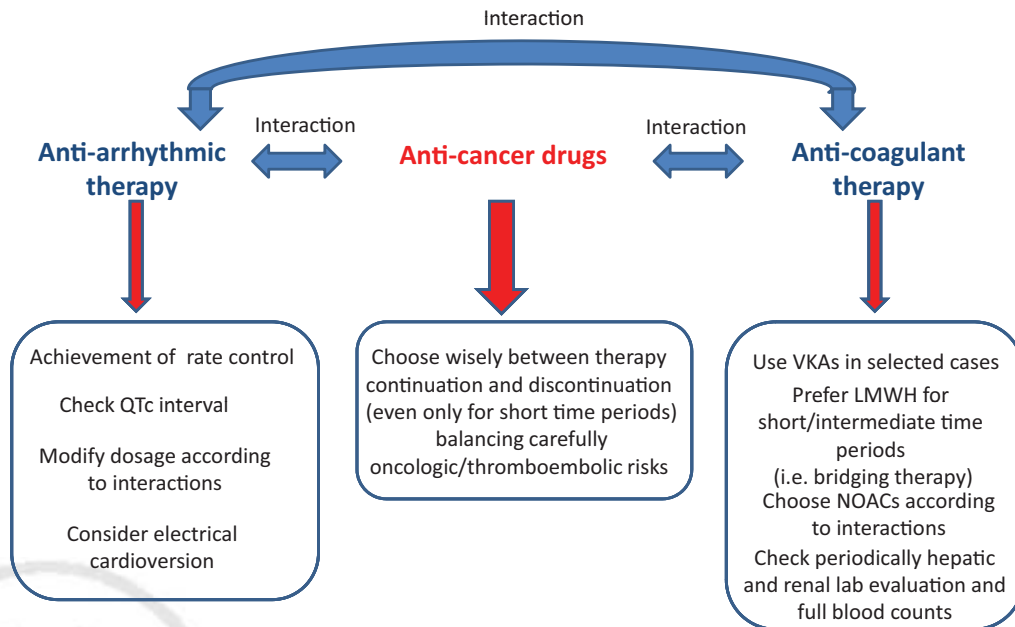 Interaction
Interaction
Interaction
Anti-arrhythmic
therapy
Anti-cancer drugs
Anti-coagulant
therapy
Achievement of rate control
Check QTc interval
Modify dosage according
to interactions
Consider electrical
cardioversion
Choose wisely between therapy
continuation and discontinuation
(even only for short time periods)
balancing carefully
oncologic/thromboembolic risks
Use VKAs in selected cases
Prefer LMWH for
short/intermediate time
periods
(i.e. bridging therapy)
Choose NOACs according
to interactions
Check periodically hepatic
and renal lab evaluation and
full blood counts